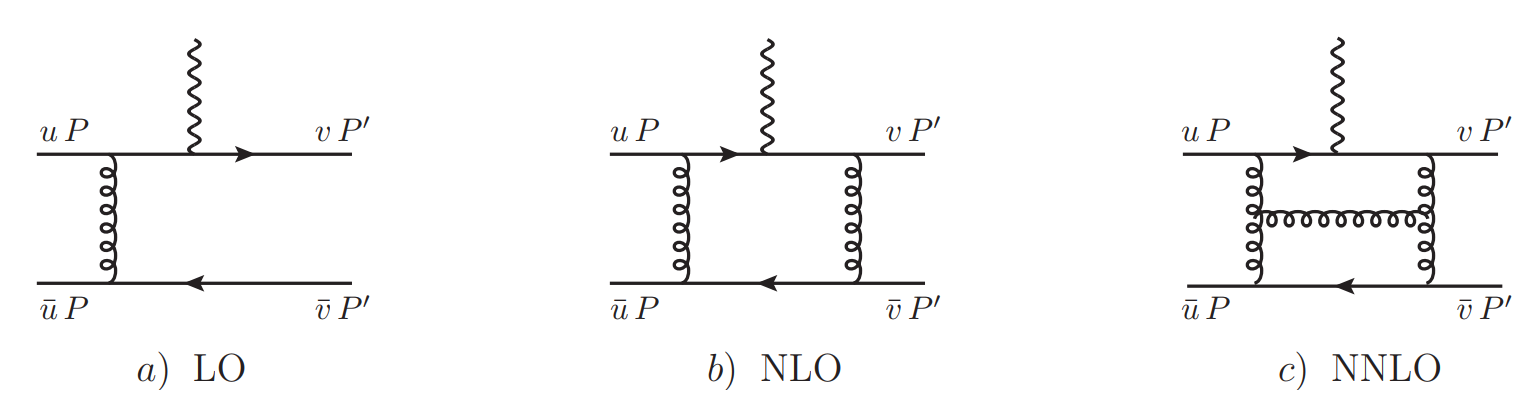 u P v P′ u P v P′ u P v P′
ū P v̄ P′ ū P v̄ P′ ū P v̄ P′
a) LO b) NLO c) NNLO